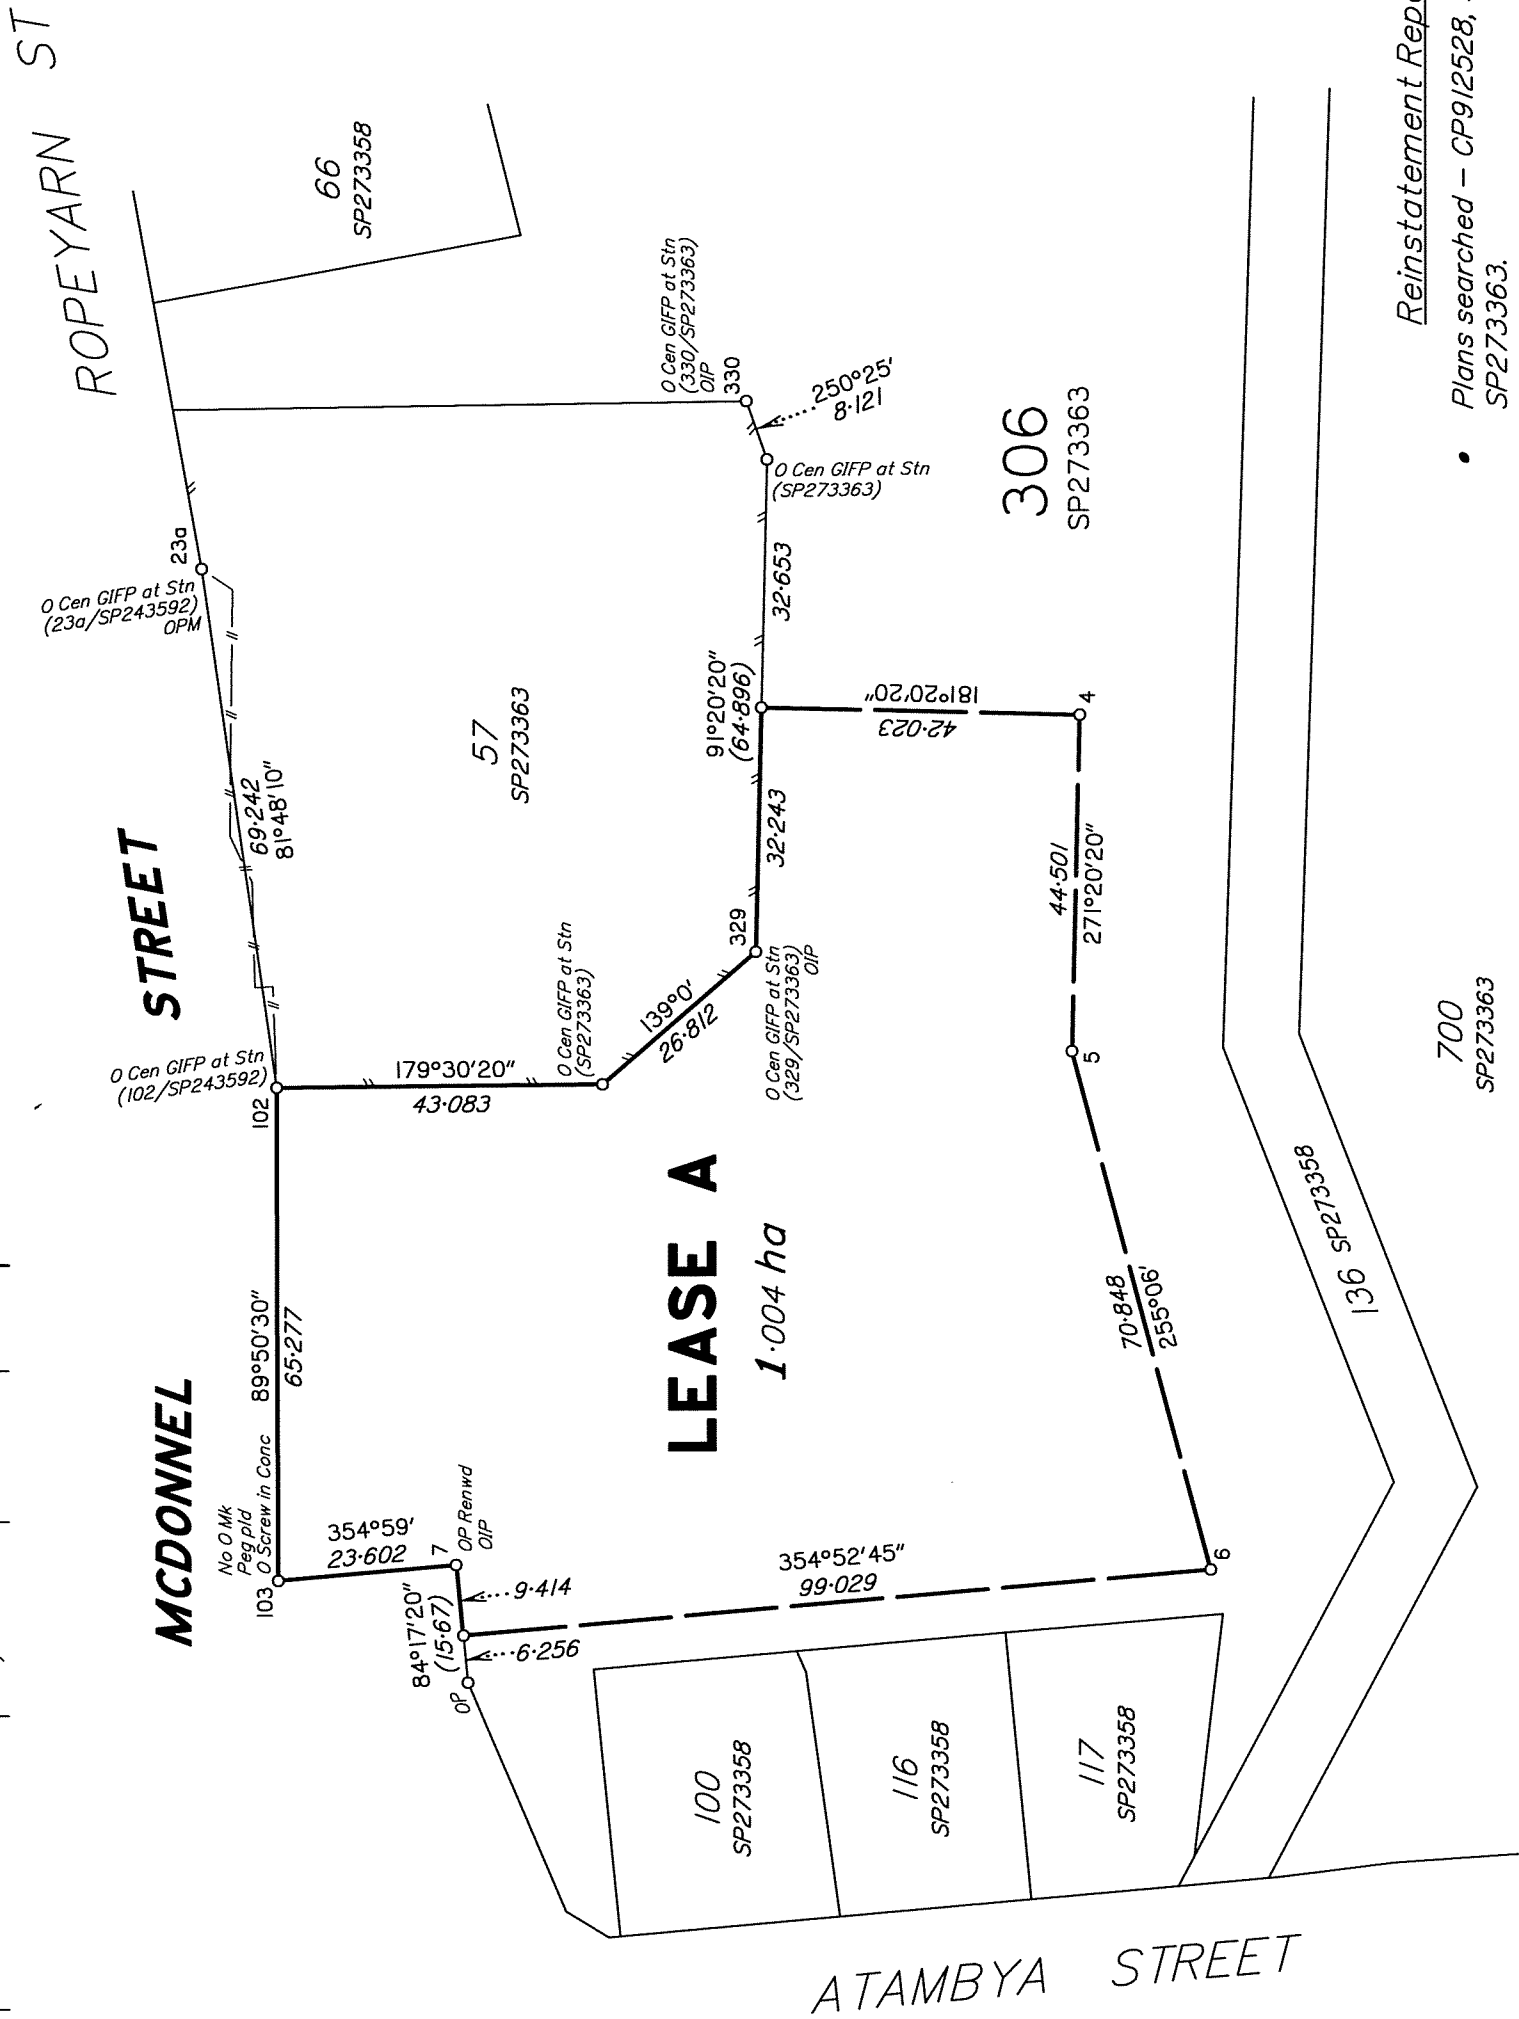 ROPEYARN ST
MCDONNEL STREET
66
SP273358
O Cen GIFP at Stn
(23a/SP243592)
OPM
23a
69·242
81°48'10"
57
SP273363
O Cen GIFP at Stn
(330/SP273363)
OIP
330
250°25'
8·121
O Cen GIFP at Stn
(SP273363)
32·653
91°20'20"
(64·896)
32·243
329
O Cen GIFP at Stn
(329/SP273363)
OIP
O Cen GIFP at Stn
(102/SP243592)
102
179°30'20"
43·083
O Cen GIFP at Stn
(SP273363)
139°0'
26·812
181°20'20"
42·023
4
44·501
271°20'20"
5
70·848
255°06'
6
354°52'45"
99·029
89°50'30"
65·277
No O Mk
Peg pld
O Screw in Conc
103
354°59'
23·602
7
OP Renwd
OIP
84°17'20"
(15·67)
9·414
6·256
OP
LEASE A
1·004 ha
306
SP273363
100
SP273358
116
SP273358
117
SP273358
136 SP273358
700
SP273363
ATAMBYA STREET
Reinstatement Repo
• Plans searched – CP912528,
SP273363.